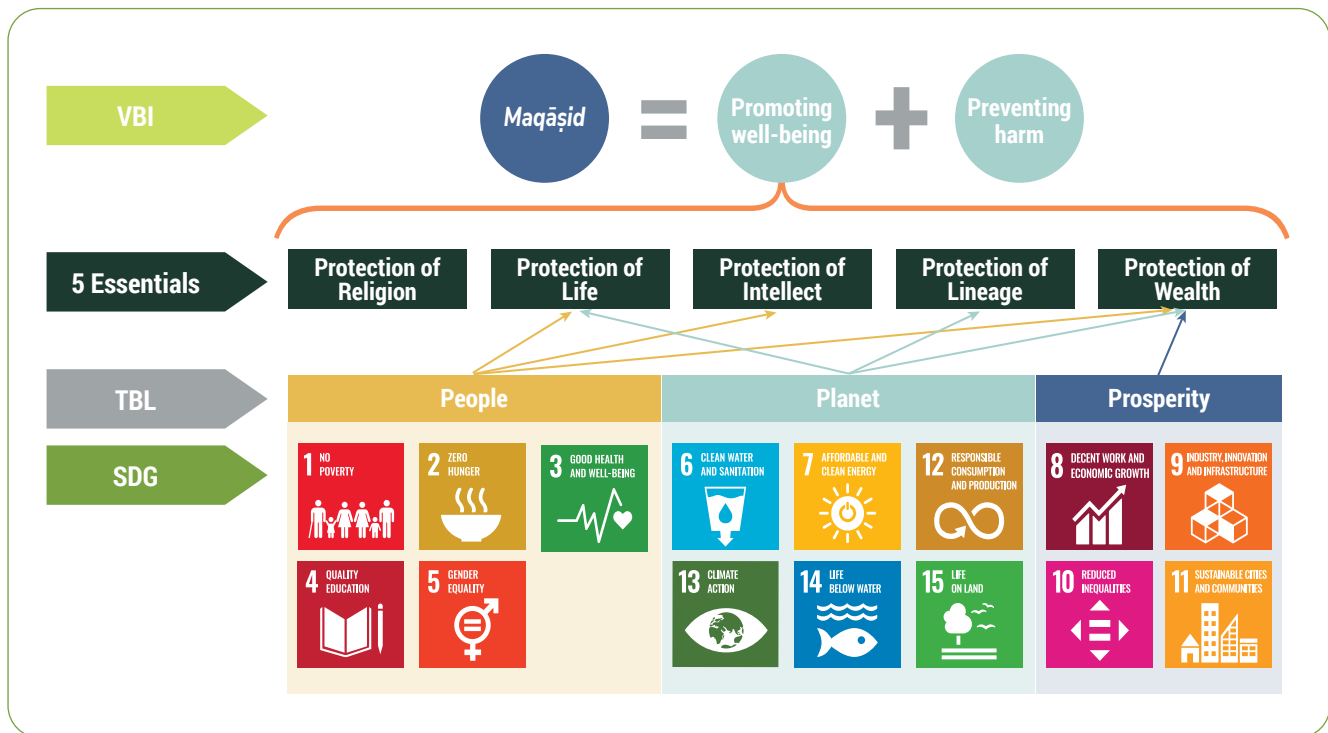 VBI
Maqāṣid
=
Promoting
well-being
+
Preventing
harm
5 Essentials
Protection of
Religion
Protection of
Life
Protection of
Intellect
Protection of
Lineage
Protection of
Wealth
TBL
People
Planet
Prosperity
SDG
1 NO
POVERTY
2 ZERO
HUNGER
3 GOOD HEALTH
AND WELL-BEING
6 CLEAN WATER
AND SANITATION
7 AFFORDABLE AND
CLEAN ENERGY
12 RESPONSIBLE
CONSUMPTION
AND PRODUCTION
8 DECENT WORK AND
ECONOMIC GROWTH
9 INDUSTRY, INNOVATION
AND INFRASTRUCTURE
4 QUALITY
EDUCATION
5 GENDER
EQUALITY
13 CLIMATE
ACTION
14 LIFE
BELOW WATER
15 LIFE
ON LAND
10 REDUCED
INEQUALITIES
11 SUSTAINABLE CITIES
AND COMMUNITIES